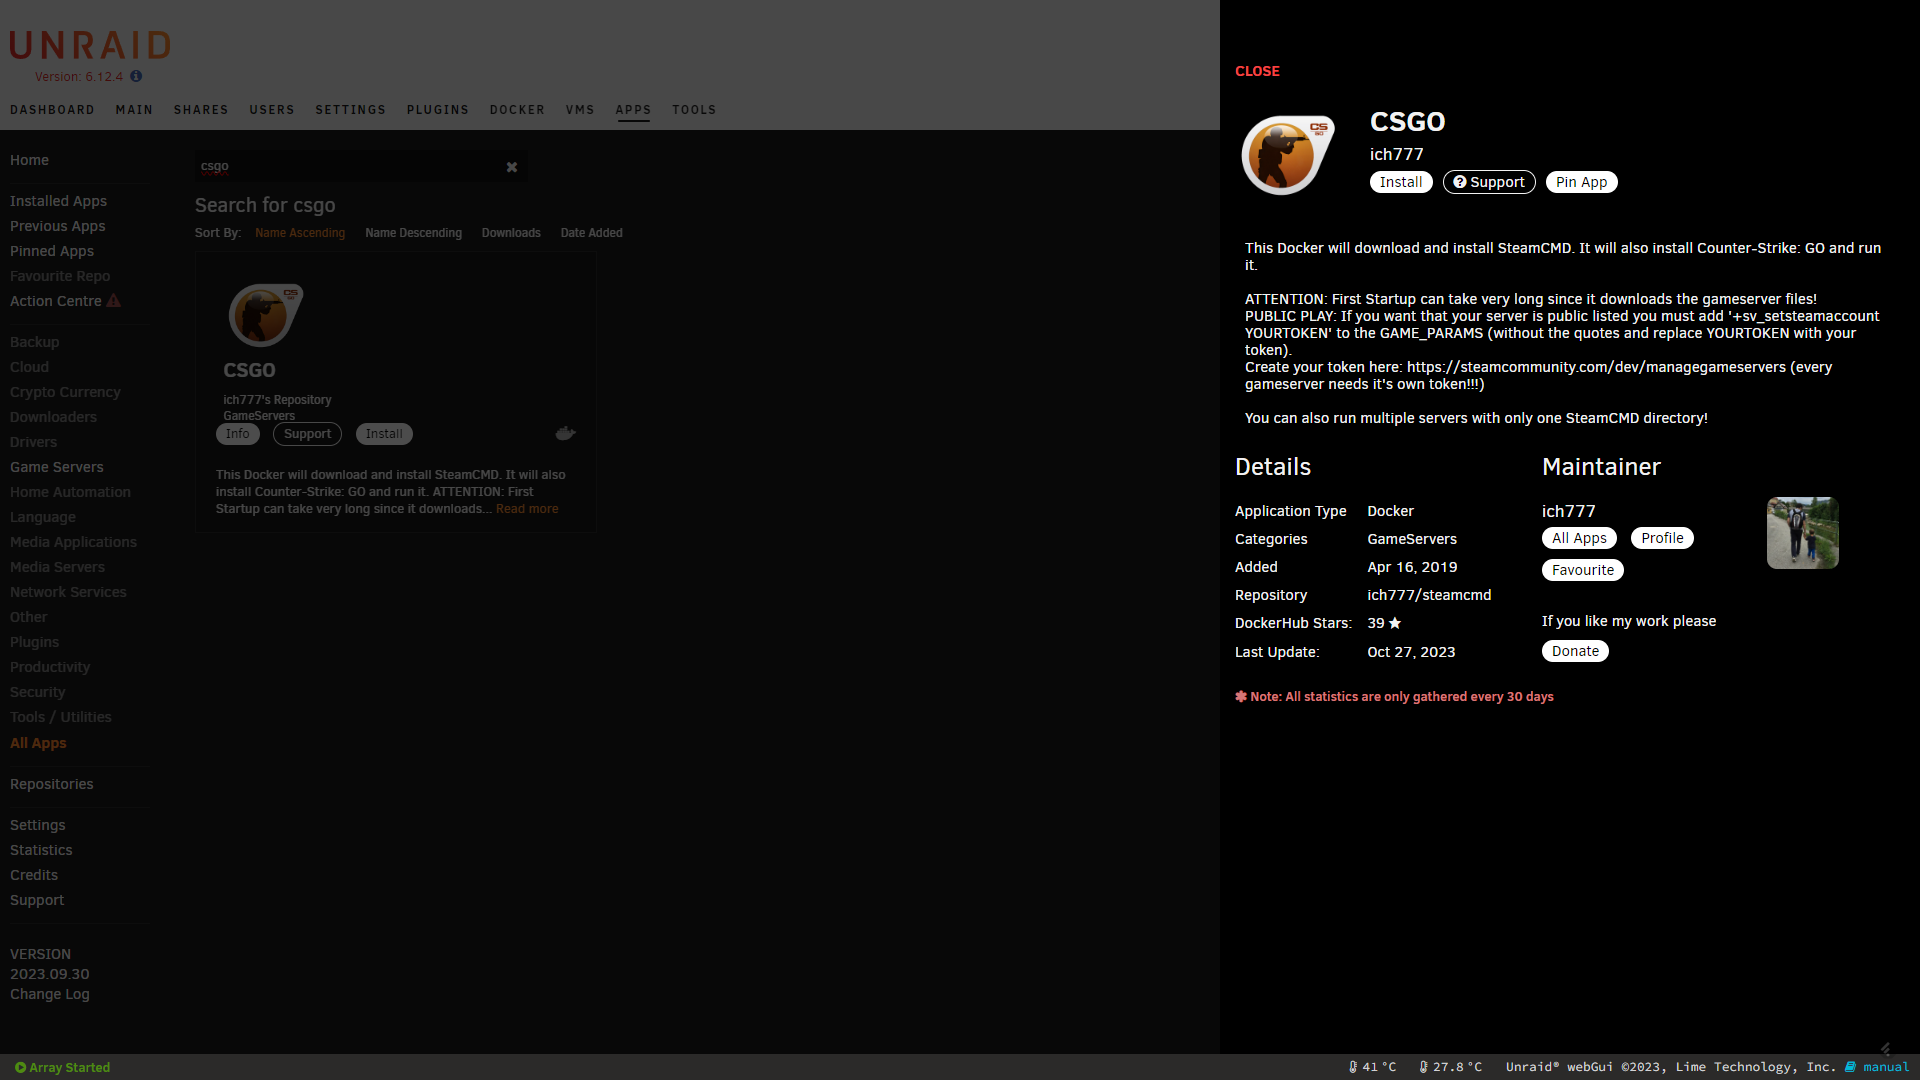 UNRAID
Version: 6.12.4
DASHBOARD MAIN SHARES USERS SETTINGS PLUGINS DOCKER VMS APPS TOOLS
Home
Installed Apps
Previous Apps
Pinned Apps
Favourite Repo
Action Centre
Backup
Cloud
Crypto Currency
Downloaders
Drivers
Game Servers
Home Automation
Language
Media Applications
Media Servers
Network Services
Other
Plugins
Productivity
Security
Tools / Utilities
All Apps
Repositories
Settings
Statistics
Credits
Support
VERSION
2023.09.30
Change Log
csgo
Search for csgo
Sort By: Name Ascending Name Descending Downloads Date Added
CS
GO
CSGO
ich777's Repository
GameServers
Info Support Install
This Docker will download and install SteamCMD. It will also
install Counter-Strike: GO and run it. ATTENTION: First
Startup can take very long since it downloads... Read more
CLOSE
CS
GO
CSGO
ich777
Install Support Pin App
This Docker will download and install SteamCMD. It will also install Counter-Strike: GO and run
it.
ATTENTION: First Startup can take very long since it downloads the gameserver files!
PUBLIC PLAY: If you want that your server is public listed you must add '+sv_setsteamaccount
YOURTOKEN' to the GAME_PARAMS (without the quotes and replace YOURTOKEN with your
token).
Create your token here: https://steamcommunity.com/dev/managegameservers (every
gameserver needs it's own token!!!)
You can also run multiple servers with only one SteamCMD directory!
Details
Application Type Docker
Categories GameServers
Added Apr 16, 2019
Repository ich777/steamcmd
DockerHub Stars: 39
Last Update: Oct 27, 2023
Maintainer
ich777
All Apps Profile
Favourite
If you like my work please
Donate
Note: All statistics are only gathered every 30 days
Array Started
41 °C 27.8 °C Unraid® webGui ©2023, Lime Technology, Inc. manual